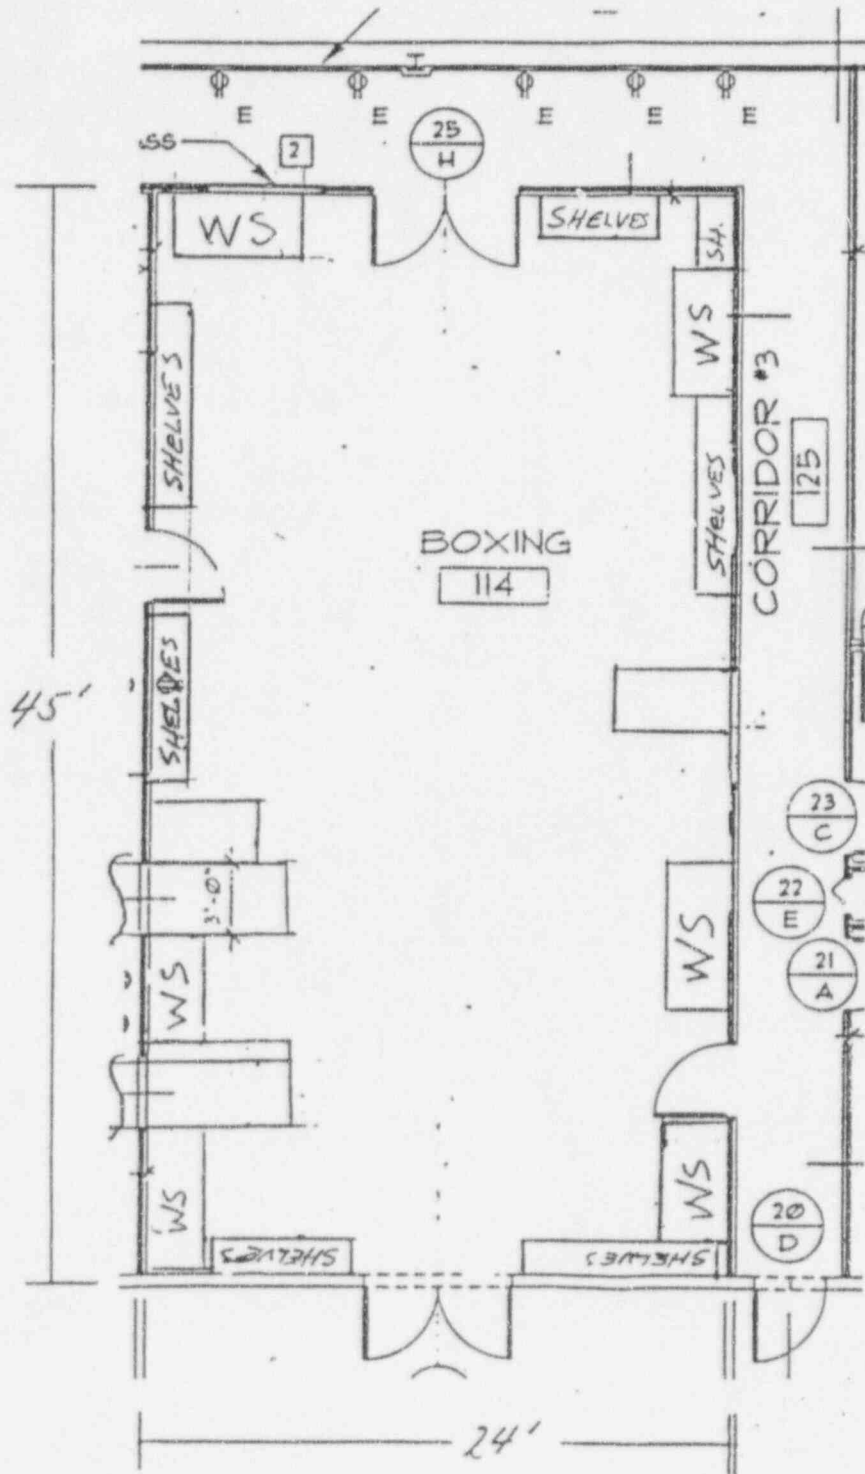 E
E
E
E
E
25
H
SS
2
WS
SHELVES
SH.
WS
SHELVES
CORRIDOR #3
125
SHELVES
BOXING
114
SHELVES
45'
23
C
3'-0"
22
E
WS
WS
21
A
WS
WS
20
D
SHELVES
SHELVES
24'